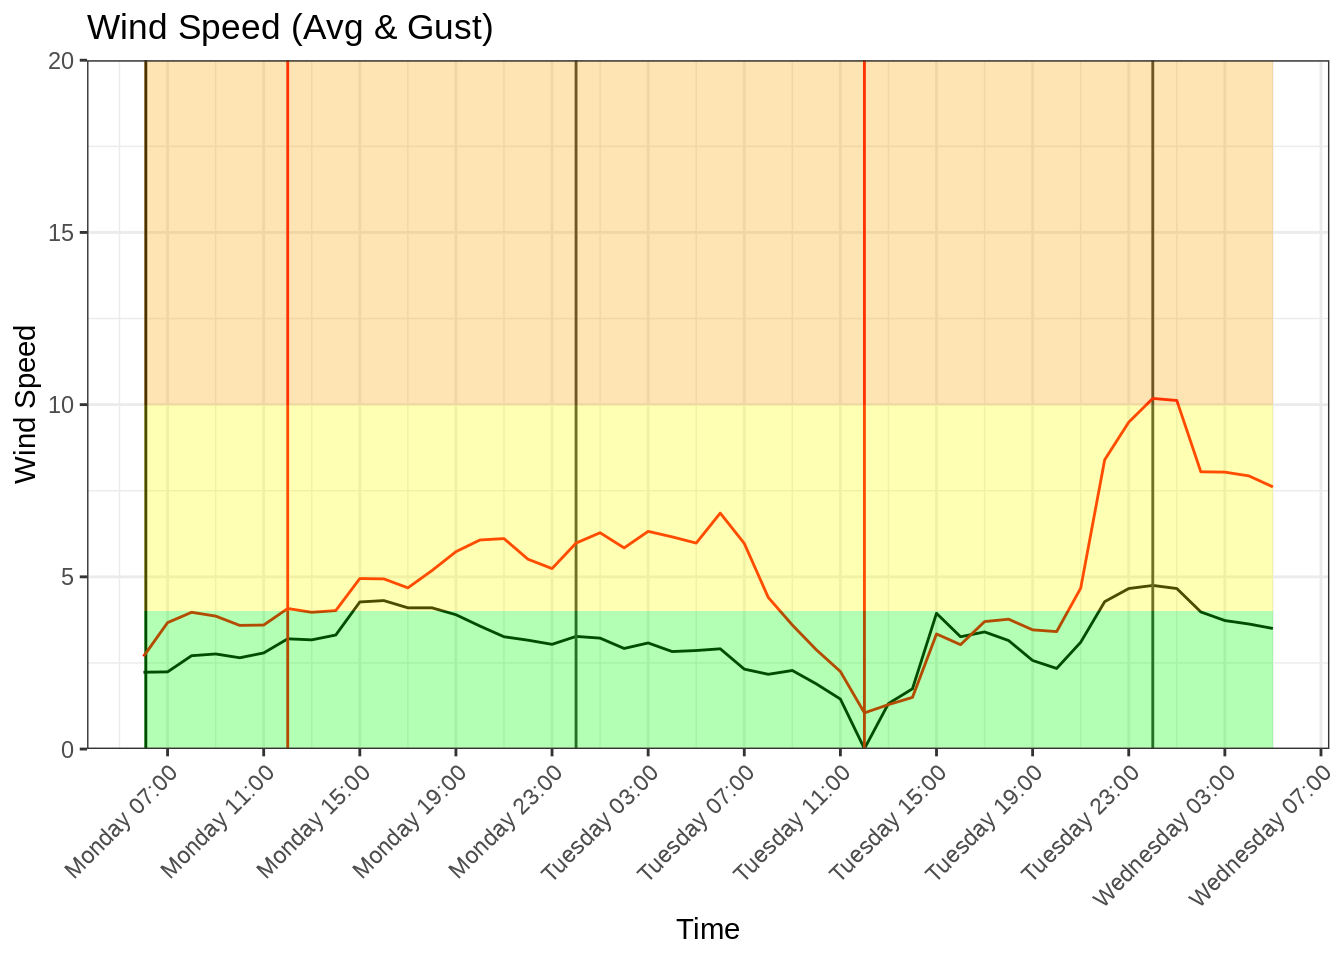 Wind Speed (Avg & Gust)
20
15
10
5
0
Wind Speed
Monday 07:00
Monday 11:00
Monday 15:00
Monday 19:00
Monday 23:00
Tuesday 03:00
Tuesday 07:00
Tuesday 11:00
Tuesday 15:00
Tuesday 19:00
Tuesday 23:00
Wednesday 03:00
Wednesday 07:00
Time